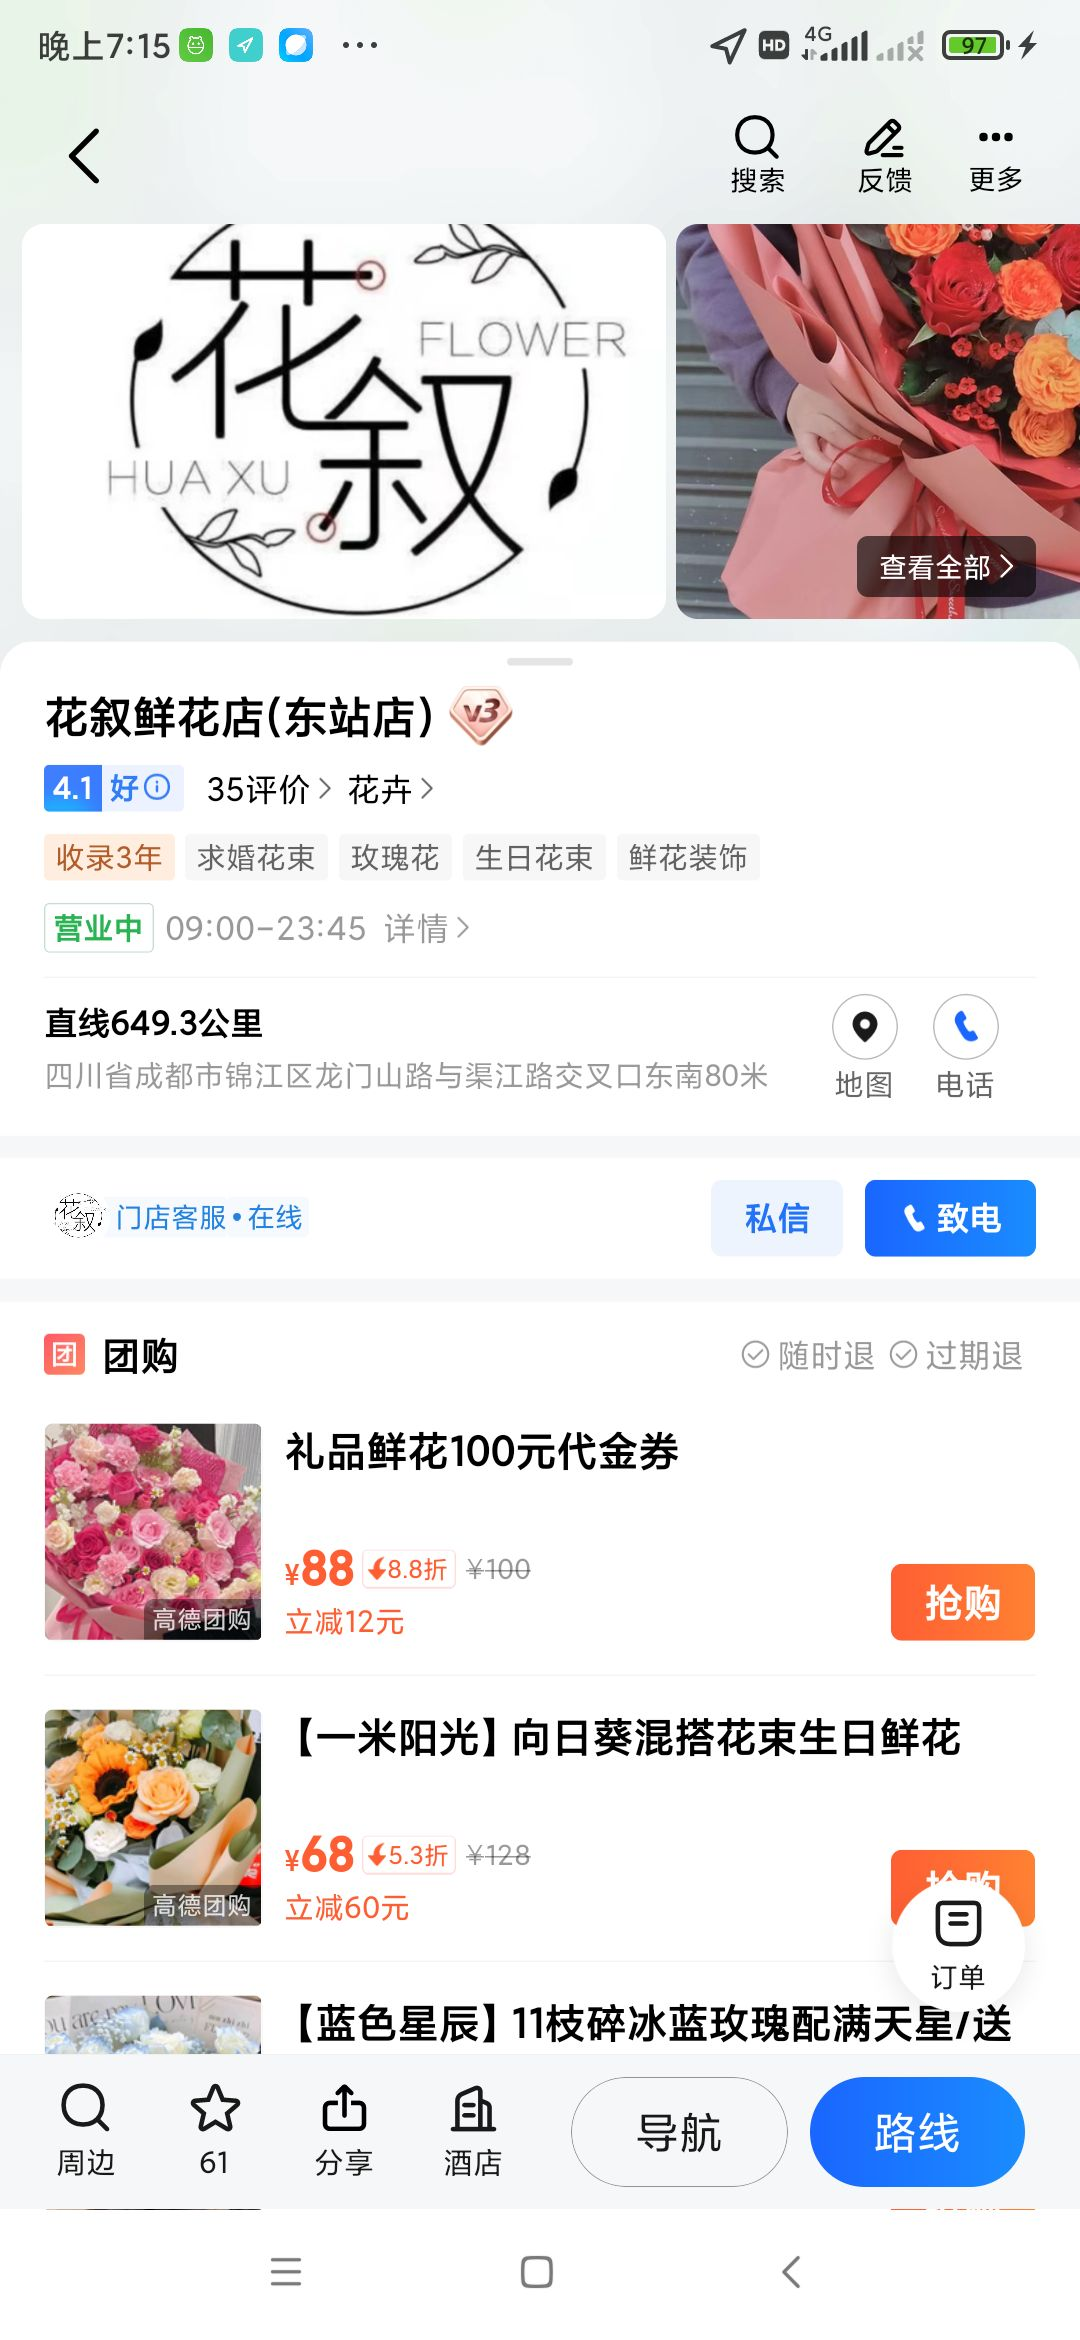 晚上7:15
HD 4G 97
搜索 反馈 更多
花叙
FLOWER
HUA XU
查看全部
花叙鲜花店(东站店) v3
4.1 好 35评价 花卉
收录3年 求婚花束 玫瑰花 生日花束 鲜花装饰
营业中 09:00-23:45 详情
直线649.3公里
四川省成都市锦江区龙门山路与渠江路交叉口东南80米
地图 电话
花叙 门店客服•在线 私信 致电
团 团购 随时退 过期退
礼品鲜花100元代金券
¥88 8.8折 ¥100
立减12元
抢购
高德团购
【一米阳光】向日葵混搭花束生日鲜花
¥68 5.3折 ¥128
立减60元
抢购
高德团购
订单
【蓝色星辰】11枝碎冰蓝玫瑰配满天星/送
周边 61 分享 酒店 导航 路线